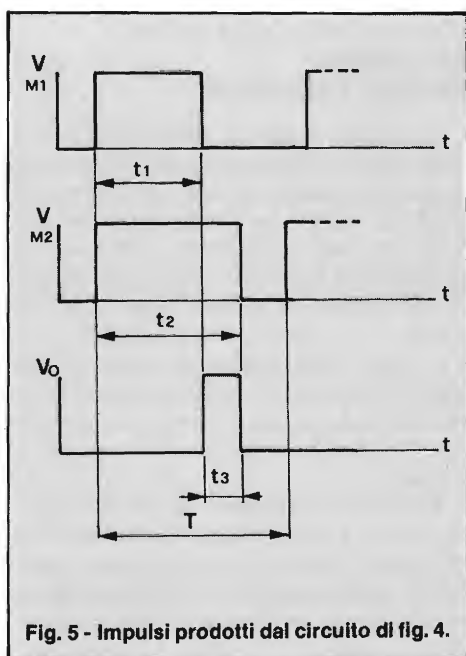 V
M1
t
t1
V
M2
t
t2
Vo
t
t3
T
Fig. 5 - Impulsi prodotti dal circuito di fig. 4.